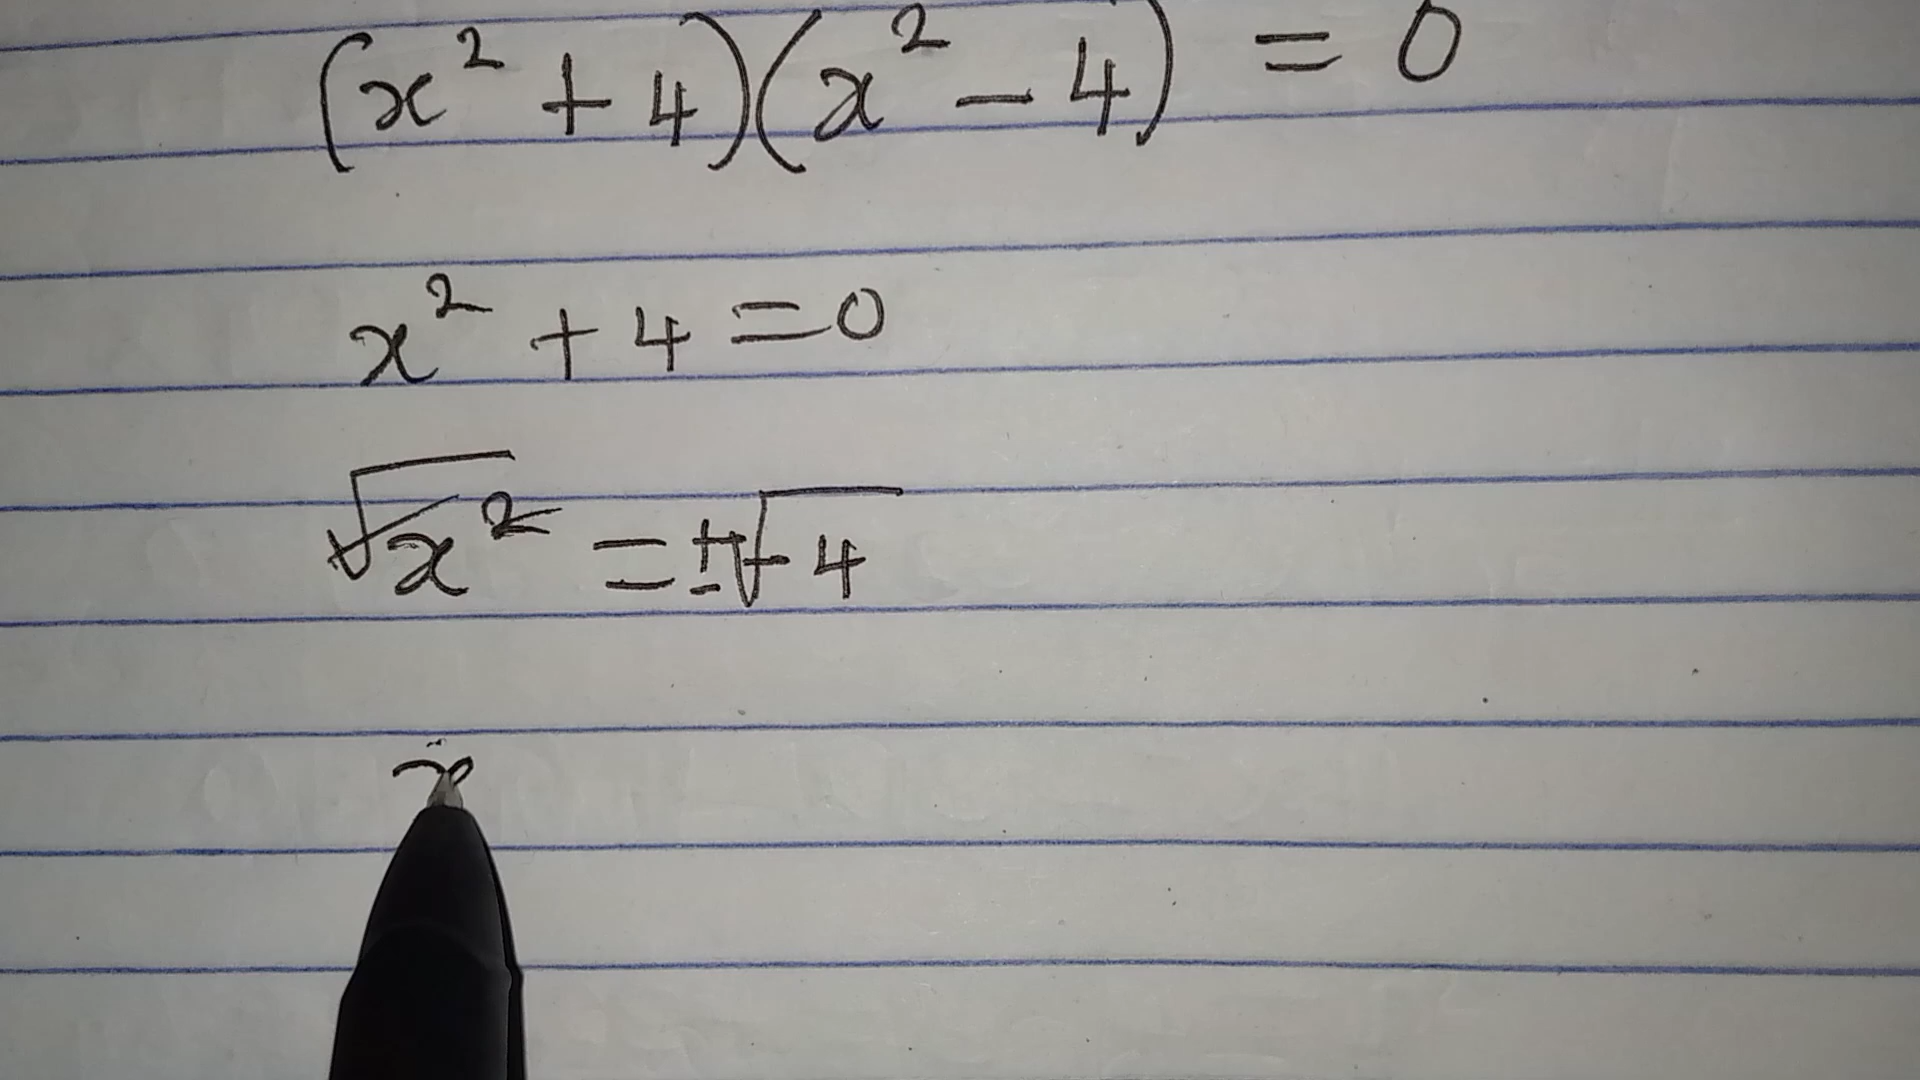 (x² + 4)(x² - 4) = 0
x² + 4 = 0
√x² = ±√-4
x